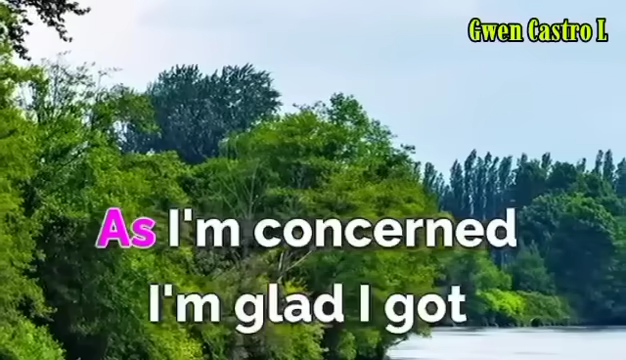 Gwen Castro L
As I'm concerned
I'm glad I got